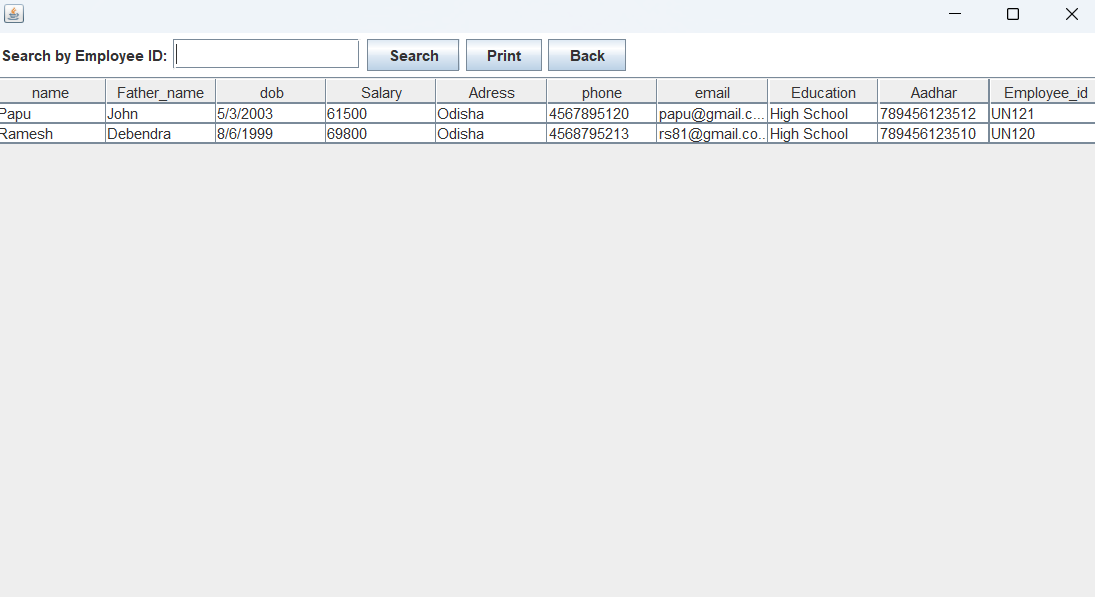 Search by Employee ID: Search Print Back
name Father_name dob Salary Adress phone email Education Aadhar Employee_id
Papu John 5/3/2003 61500 Odisha 4567895120 papu@gmail.c... High School 789456123512 UN121
Ramesh Debendra 8/6/1999 69800 Odisha 4568795213 rs81@gmail.co... High School 789456123510 UN120